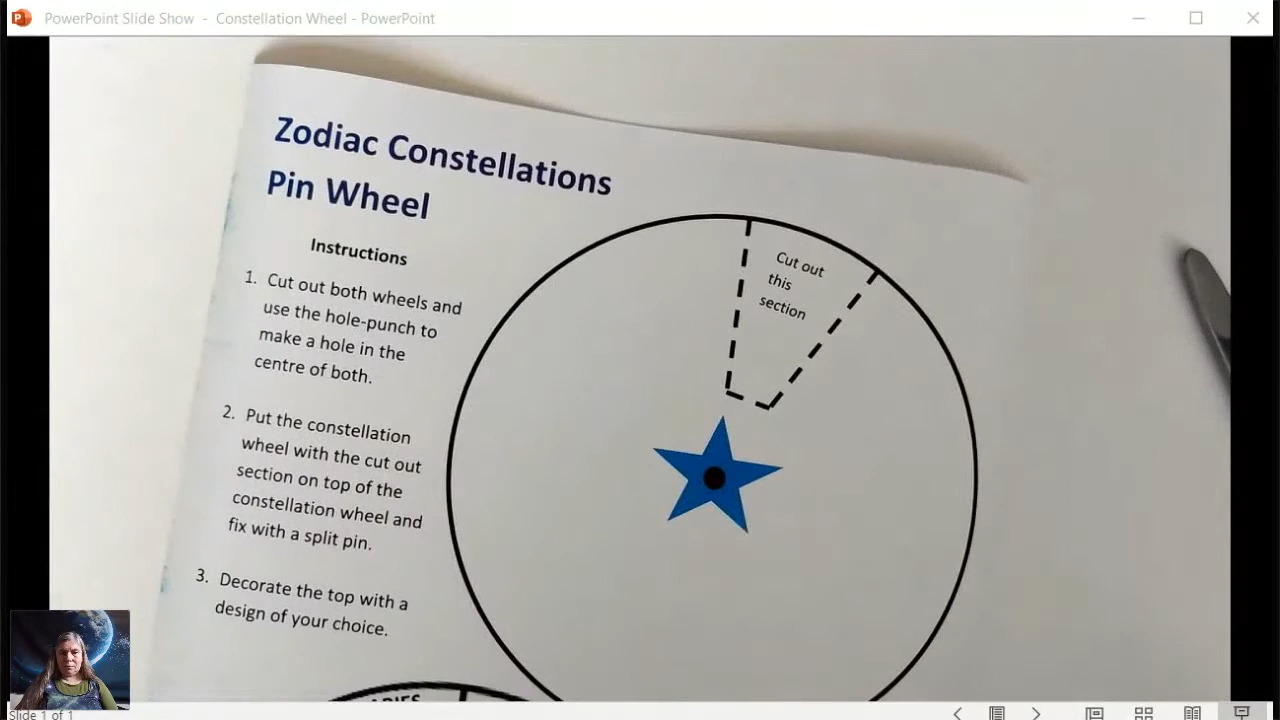 PowerPoint Slide Show - Constellation Wheel - PowerPoint
Zodiac Constellations
Pin Wheel
Instructions
1. Cut out both wheels and
use the hole-punch to
make a hole in the
centre of both.
2. Put the constellation
wheel with the cut out
section on top of the
constellation wheel and
fix with a split pin.
3. Decorate the top with a
design of your choice.
Cut out
this
section
Slide 1 of 1